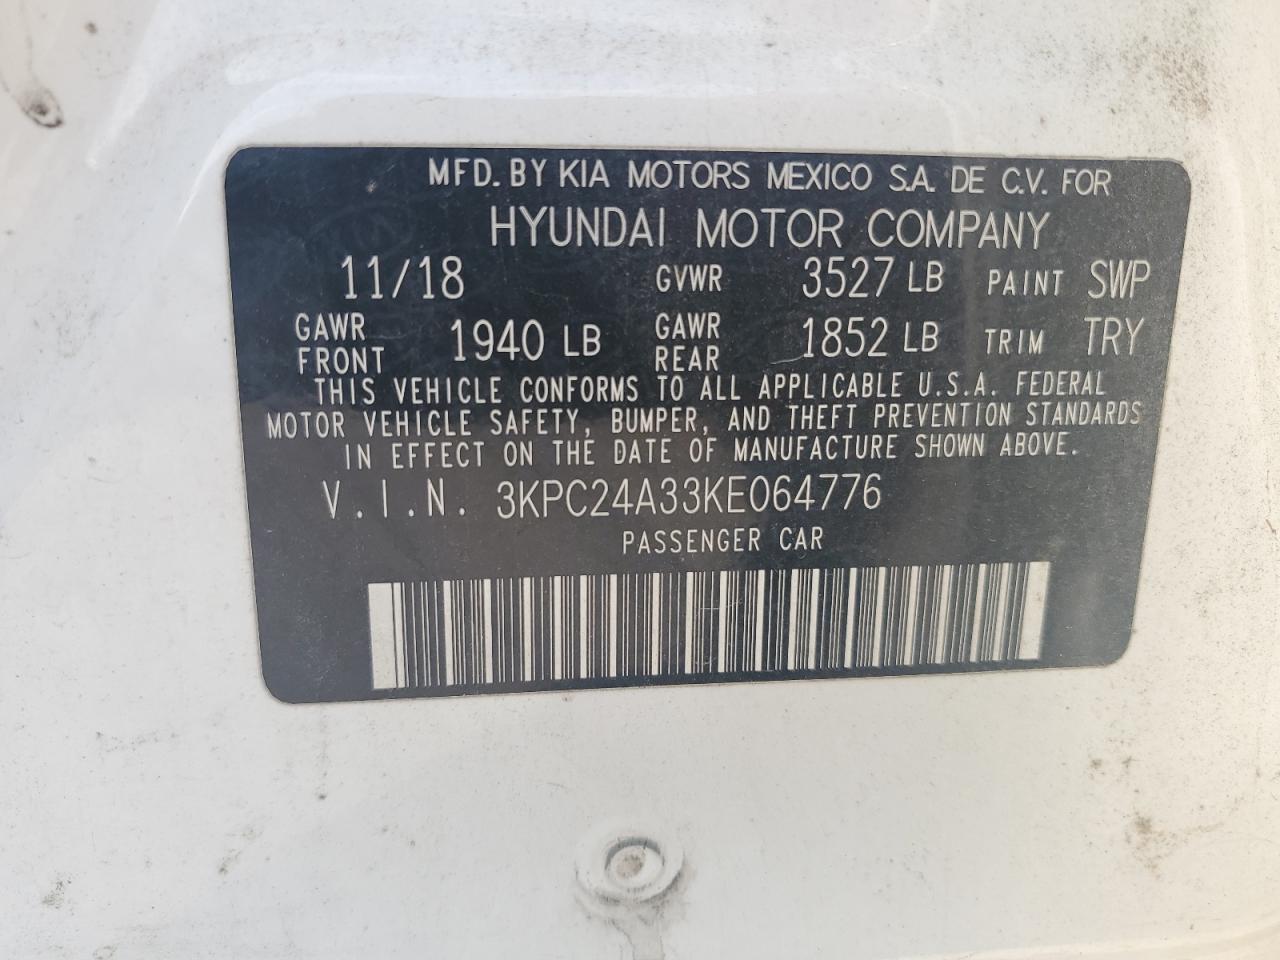 MFD. BY KIA MOTORS MEXICO S.A. DE C.V. FOR
HYUNDAI MOTOR COMPANY
11/18 GVWR 3527 LB PAINT SWP
GAWR FRONT 1940 LB GAWR REAR 1852 LB TRIM TRY
THIS VEHICLE CONFORMS TO ALL APPLICABLE U.S.A. FEDERAL
MOTOR VEHICLE SAFETY, BUMPER, AND THEFT PREVENTION STANDARDS
IN EFFECT ON THE DATE OF MANUFACTURE SHOWN ABOVE.
V.I.N. 3KPC24A33KE064776
PASSENGER CAR